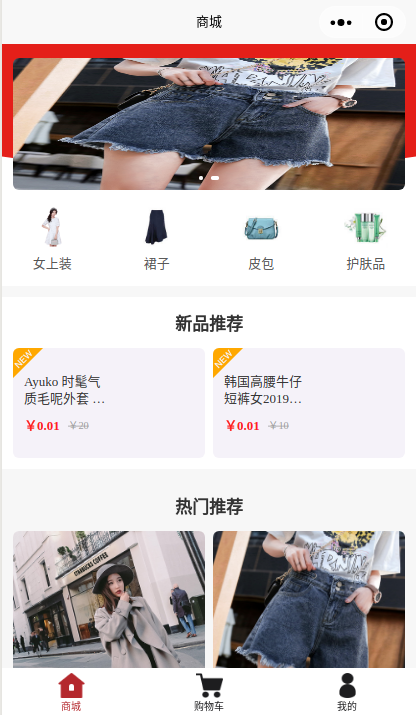 商城
女上装
裙子
皮包
护肤品
新品推荐
NEW
Ayuko 时髦气
质毛呢外套 …
￥0.01 ￥20
NEW
韩国高腰牛仔
短裤女2019…
￥0.01 ￥10
热门推荐
STARBUCKS COFFEE
商城
购物车
我的